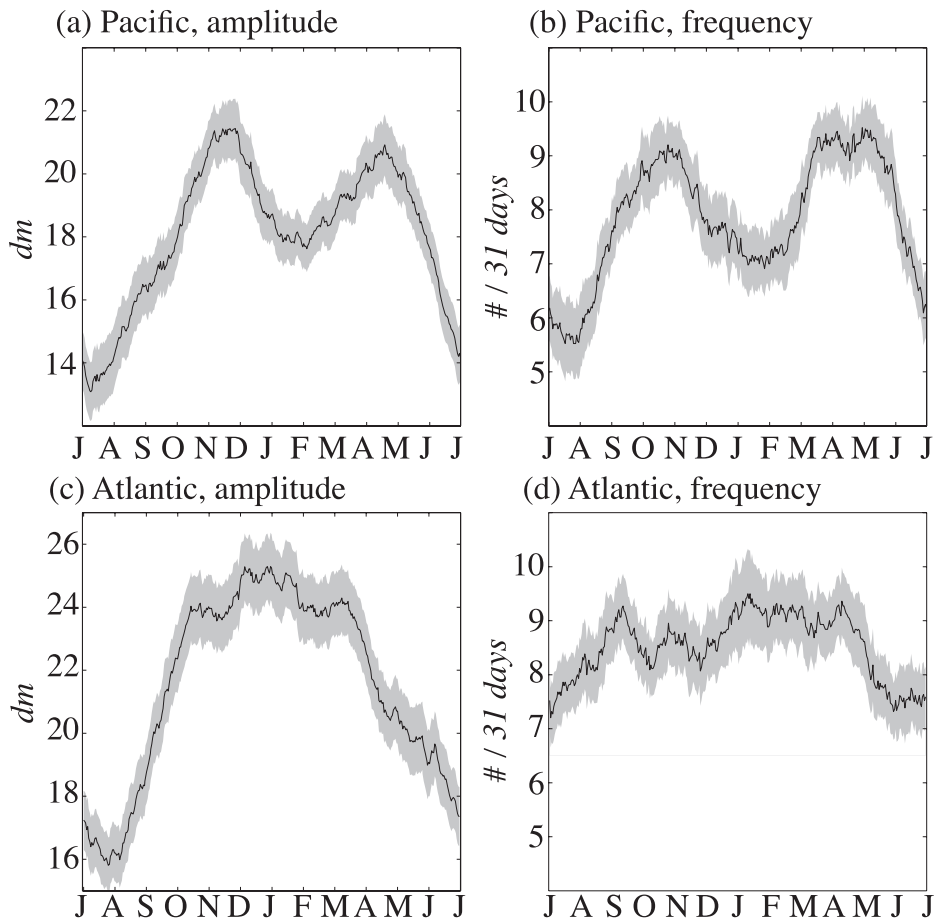 (a) Pacific, amplitude
(b) Pacific, frequency
22
20
18
16
14
dm
J A S O N D J F M A M J J
10
9
8
7
6
5
# / 31 days
J A S O N D J F M A M J J
(c) Atlantic, amplitude
(d) Atlantic, frequency
26
24
22
20
18
16
dm
J A S O N D J F M A M J J
10
9
8
7
6
5
# / 31 days
J A S O N D J F M A M J J